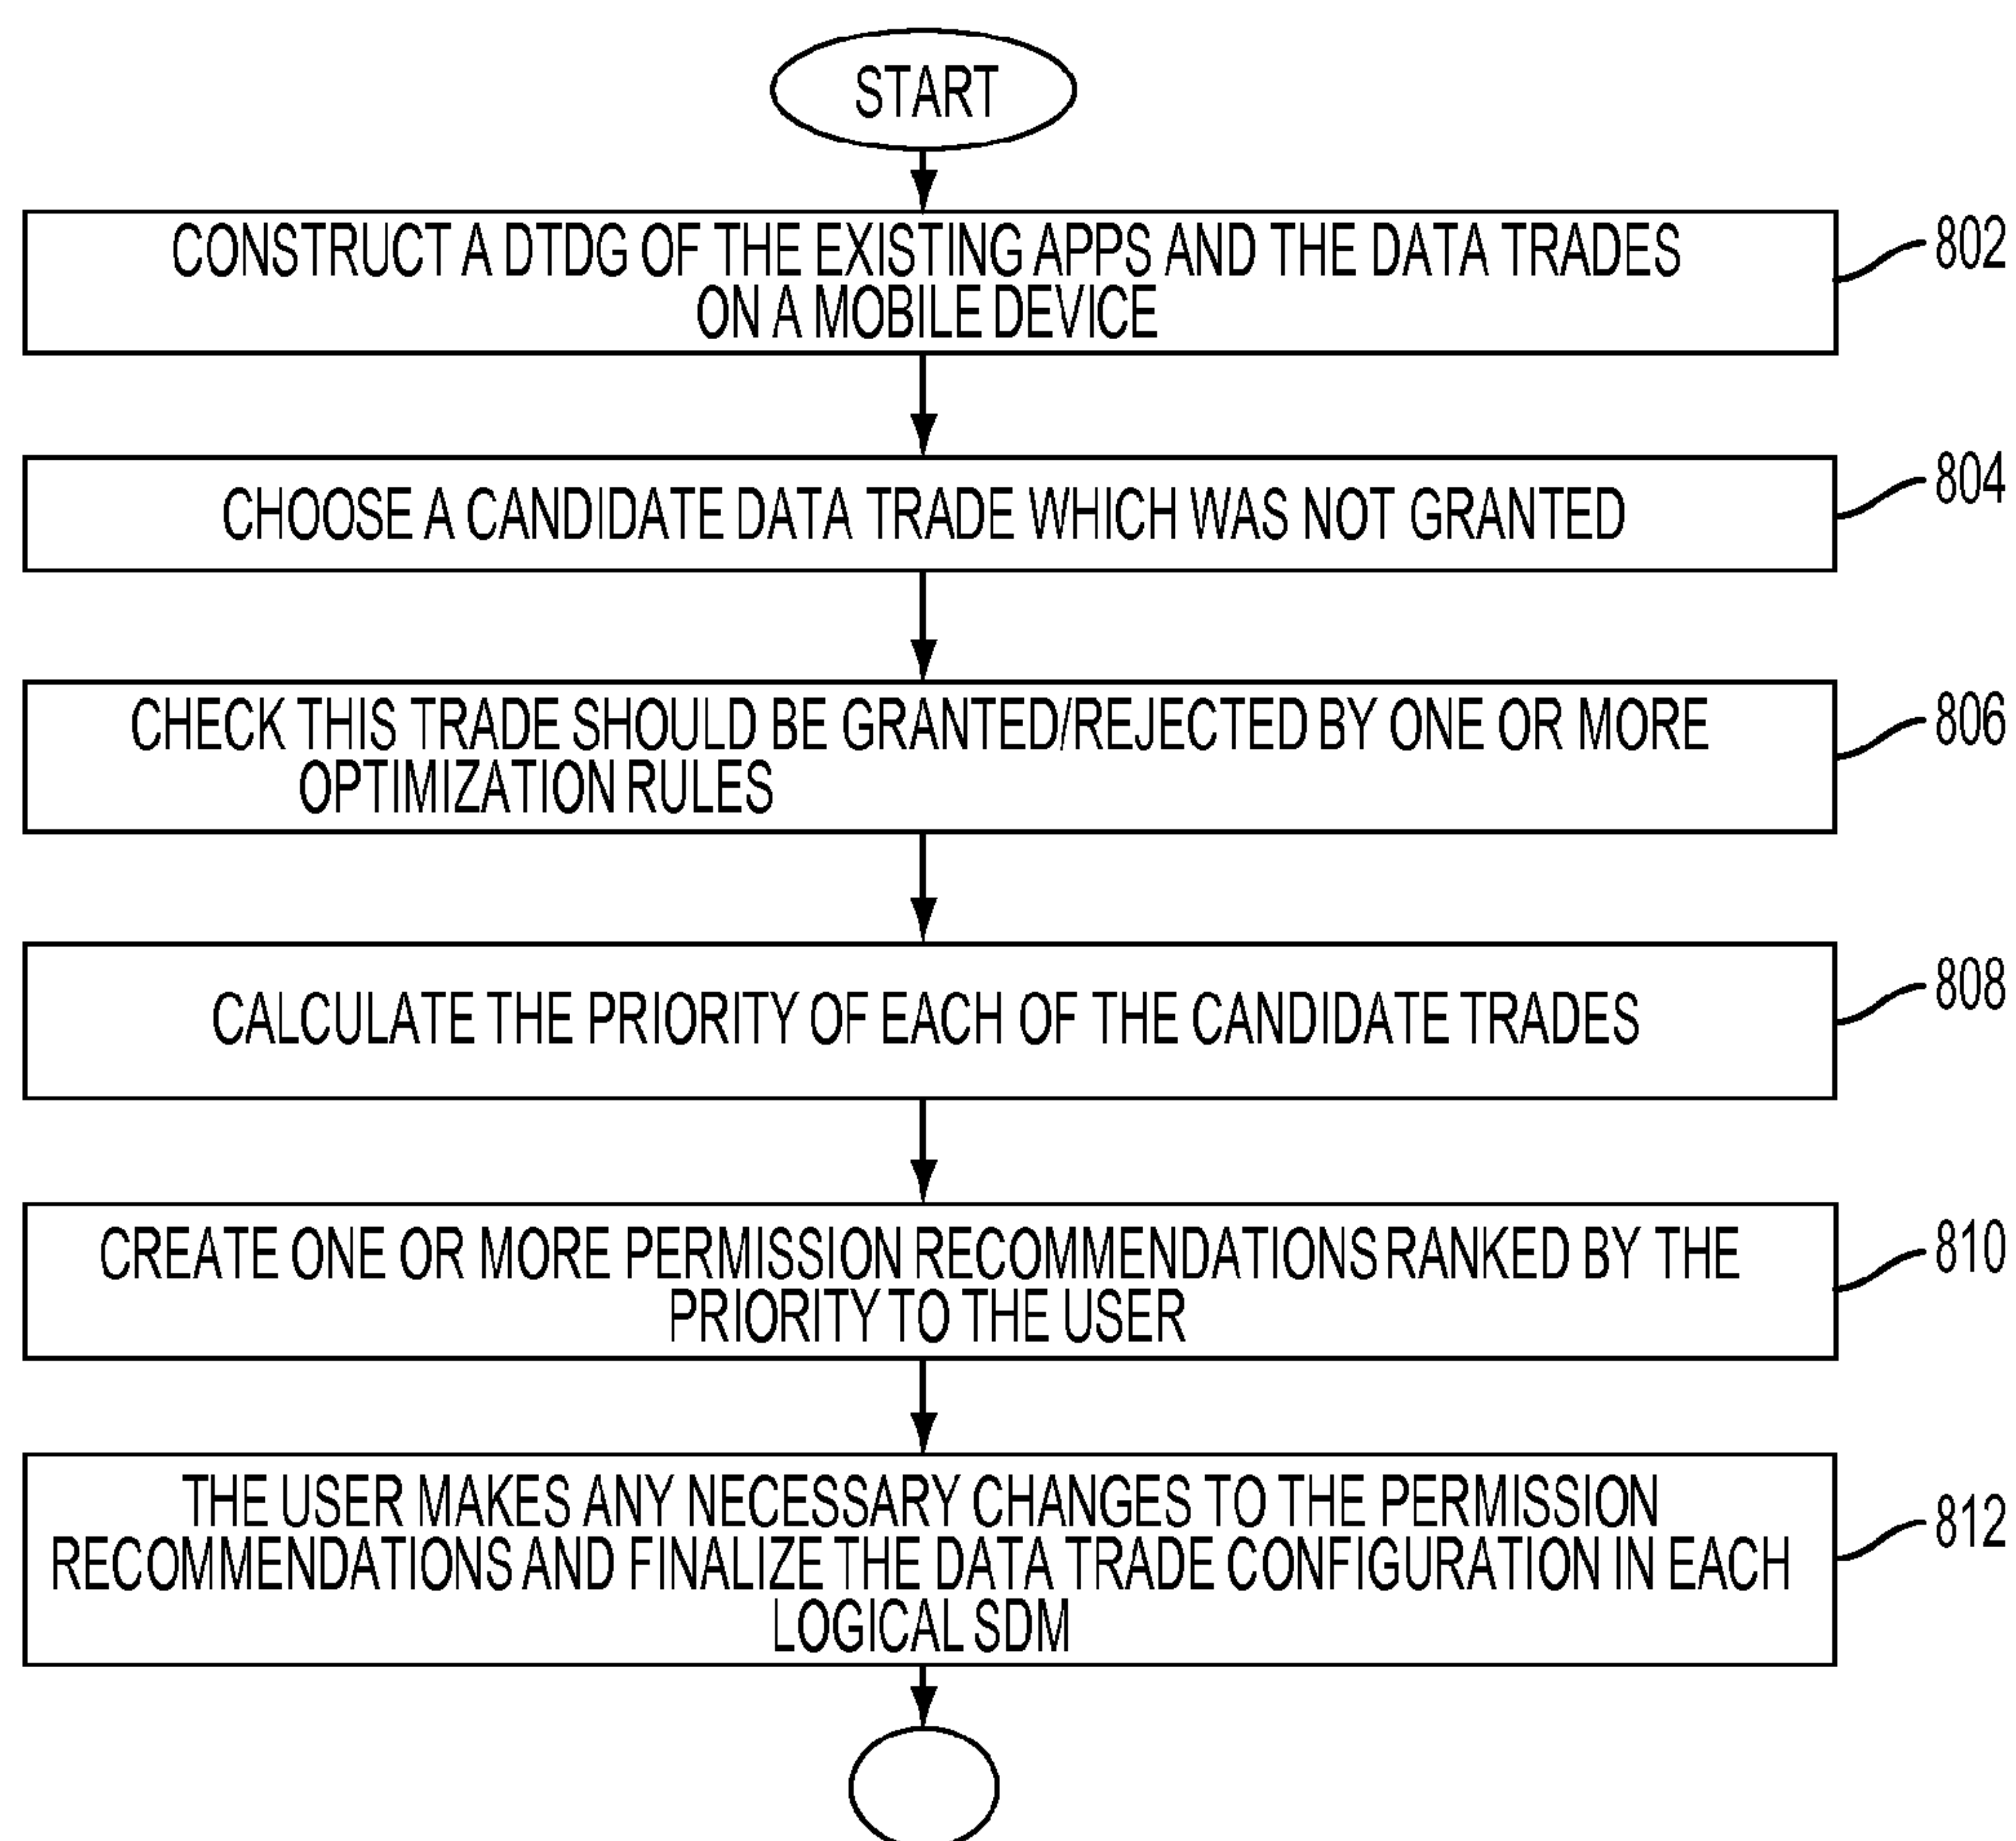 START
CONSTRUCT A DTDG OF THE EXISTING APPS AND THE DATA TRADES
ON A MOBILE DEVICE
802
CHOOSE A CANDIDATE DATA TRADE WHICH WAS NOT GRANTED
804
CHECK THIS TRADE SHOULD BE GRANTED/REJECTED BY ONE OR MORE
OPTIMIZATION RULES
806
CALCULATE THE PRIORITY OF EACH OF THE CANDIDATE TRADES
808
CREATE ONE OR MORE PERMISSION RECOMMENDATIONS RANKED BY THE
PRIORITY TO THE USER
810
THE USER MAKES ANY NECESSARY CHANGES TO THE PERMISSION
RECOMMENDATIONS AND FINALIZE THE DATA TRADE CONFIGURATION IN EACH
LOGICAL SDM
812